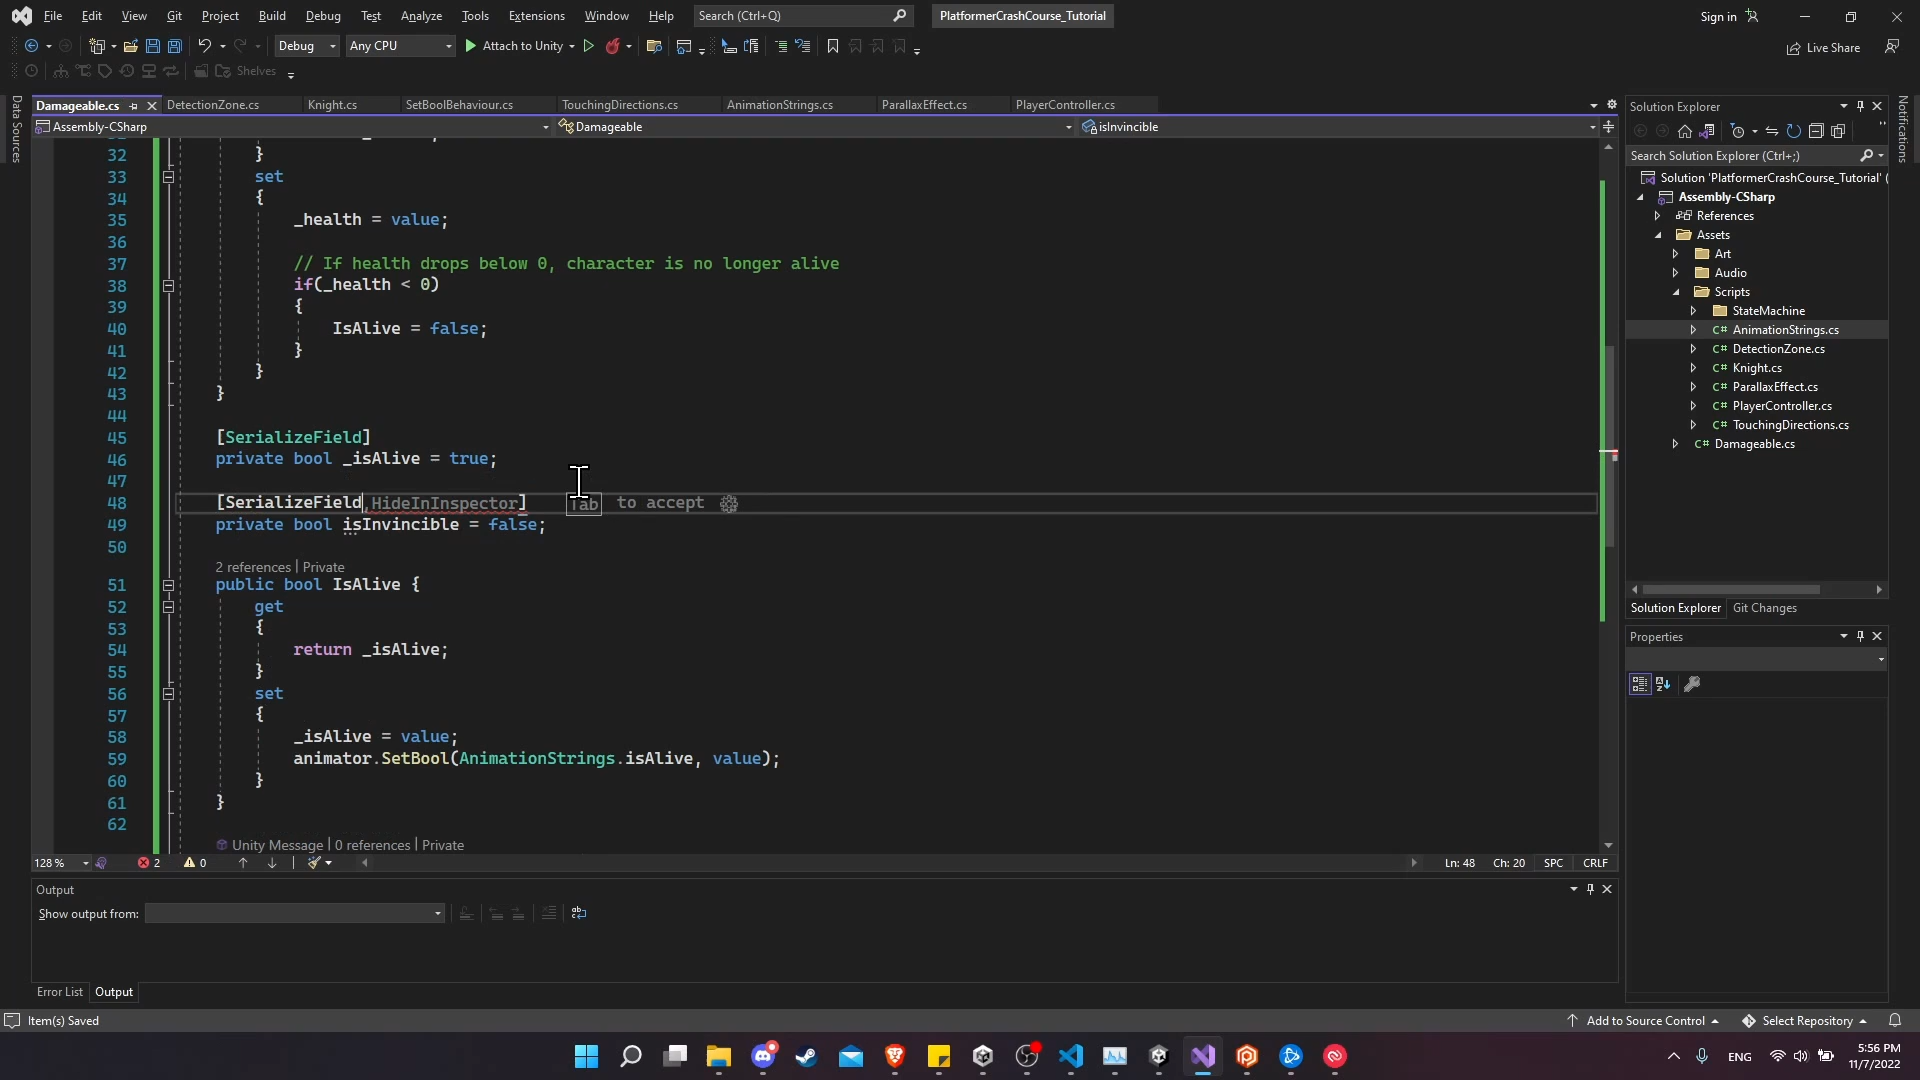 File Edit View Git Project Build Debug Test Analyze Tools Extensions Window Help Search (Ctrl+Q) PlatformerCrashCourse_Tutorial Sign in
Debug Any CPU Attach to Unity Live Share
Shelves
Damageable.cs DetectionZone.cs Knight.cs SetBoolBehaviour.cs TouchingDirections.cs AnimationStrings.cs ParallaxEffect.cs PlayerController.cs
Assembly-CSharp Damageable isInvincible
Data Sources
32 }
33 set
34 {
35 _health = value;
36
37 // If health drops below 0, character is no longer alive
38 if(_health < 0)
39 {
40 IsAlive = false;
41 }
42 }
43 }
44
45 [SerializeField]
46 private bool _isAlive = true;
47
48 [SerializeField,HideInInspector] Tab to accept
49 private bool isInvincible = false;
50
2 references | Private
51 public bool IsAlive {
52 get
53 {
54 return _isAlive;
55 }
56 set
57 {
58 _isAlive = value;
59 animator.SetBool(AnimationStrings.isAlive, value);
60 }
61 }
62
Unity Message | 0 references | Private
128 % 2 0 Ln: 48 Ch: 20 SPC CRLF
Output
Show output from:
Error List Output
Solution Explorer
Search Solution Explorer (Ctrl+;)
Solution 'PlatformerCrashCourse_Tutorial' (
Assembly-CSharp
References
Assets
Art
Audio
Scripts
StateMachine
C# AnimationStrings.cs
C# DetectionZone.cs
C# Knight.cs
C# ParallaxEffect.cs
C# PlayerController.cs
C# TouchingDirections.cs
C# Damageable.cs
Solution Explorer Git Changes
Properties
Notifications
Item(s) Saved Add to Source Control Select Repository
ENG 5:56 PM
11/7/2022